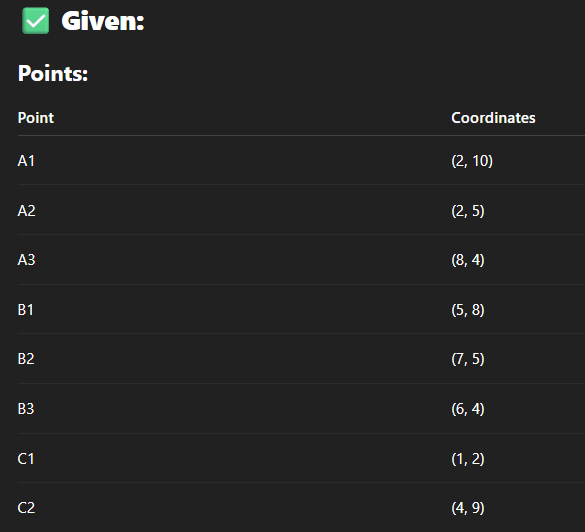 ✅ Given:
Points:
Point Coordinates
A1 (2, 10)
A2 (2, 5)
A3 (8, 4)
B1 (5, 8)
B2 (7, 5)
B3 (6, 4)
C1 (1, 2)
C2 (4, 9)